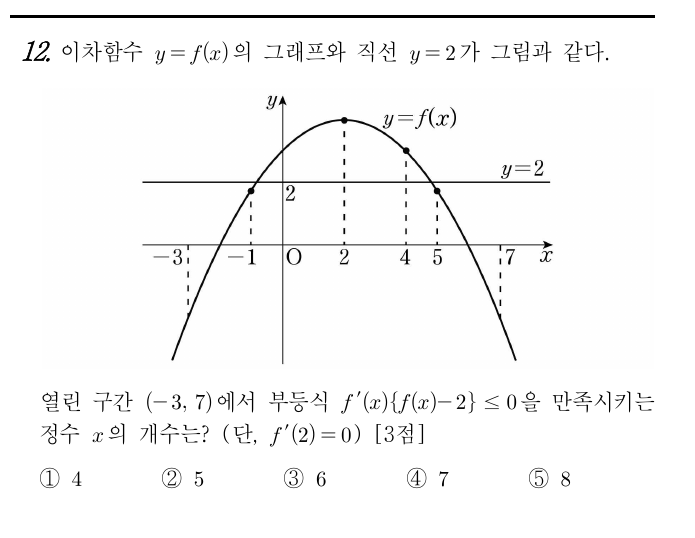 12. 이차함수 y=f(x)의 그래프와 직선 y=2가 그림과 같다.
y
y=f(x)
y=2
2
-3 -1 O 2 4 5 7 x
열린 구간 (-3, 7)에서 부등식 f′(x){f(x)-2} ≤ 0을 만족시키는
정수 x의 개수는? (단, f′(2)=0) [3점]
① 4 ② 5 ③ 6 ④ 7 ⑤ 8